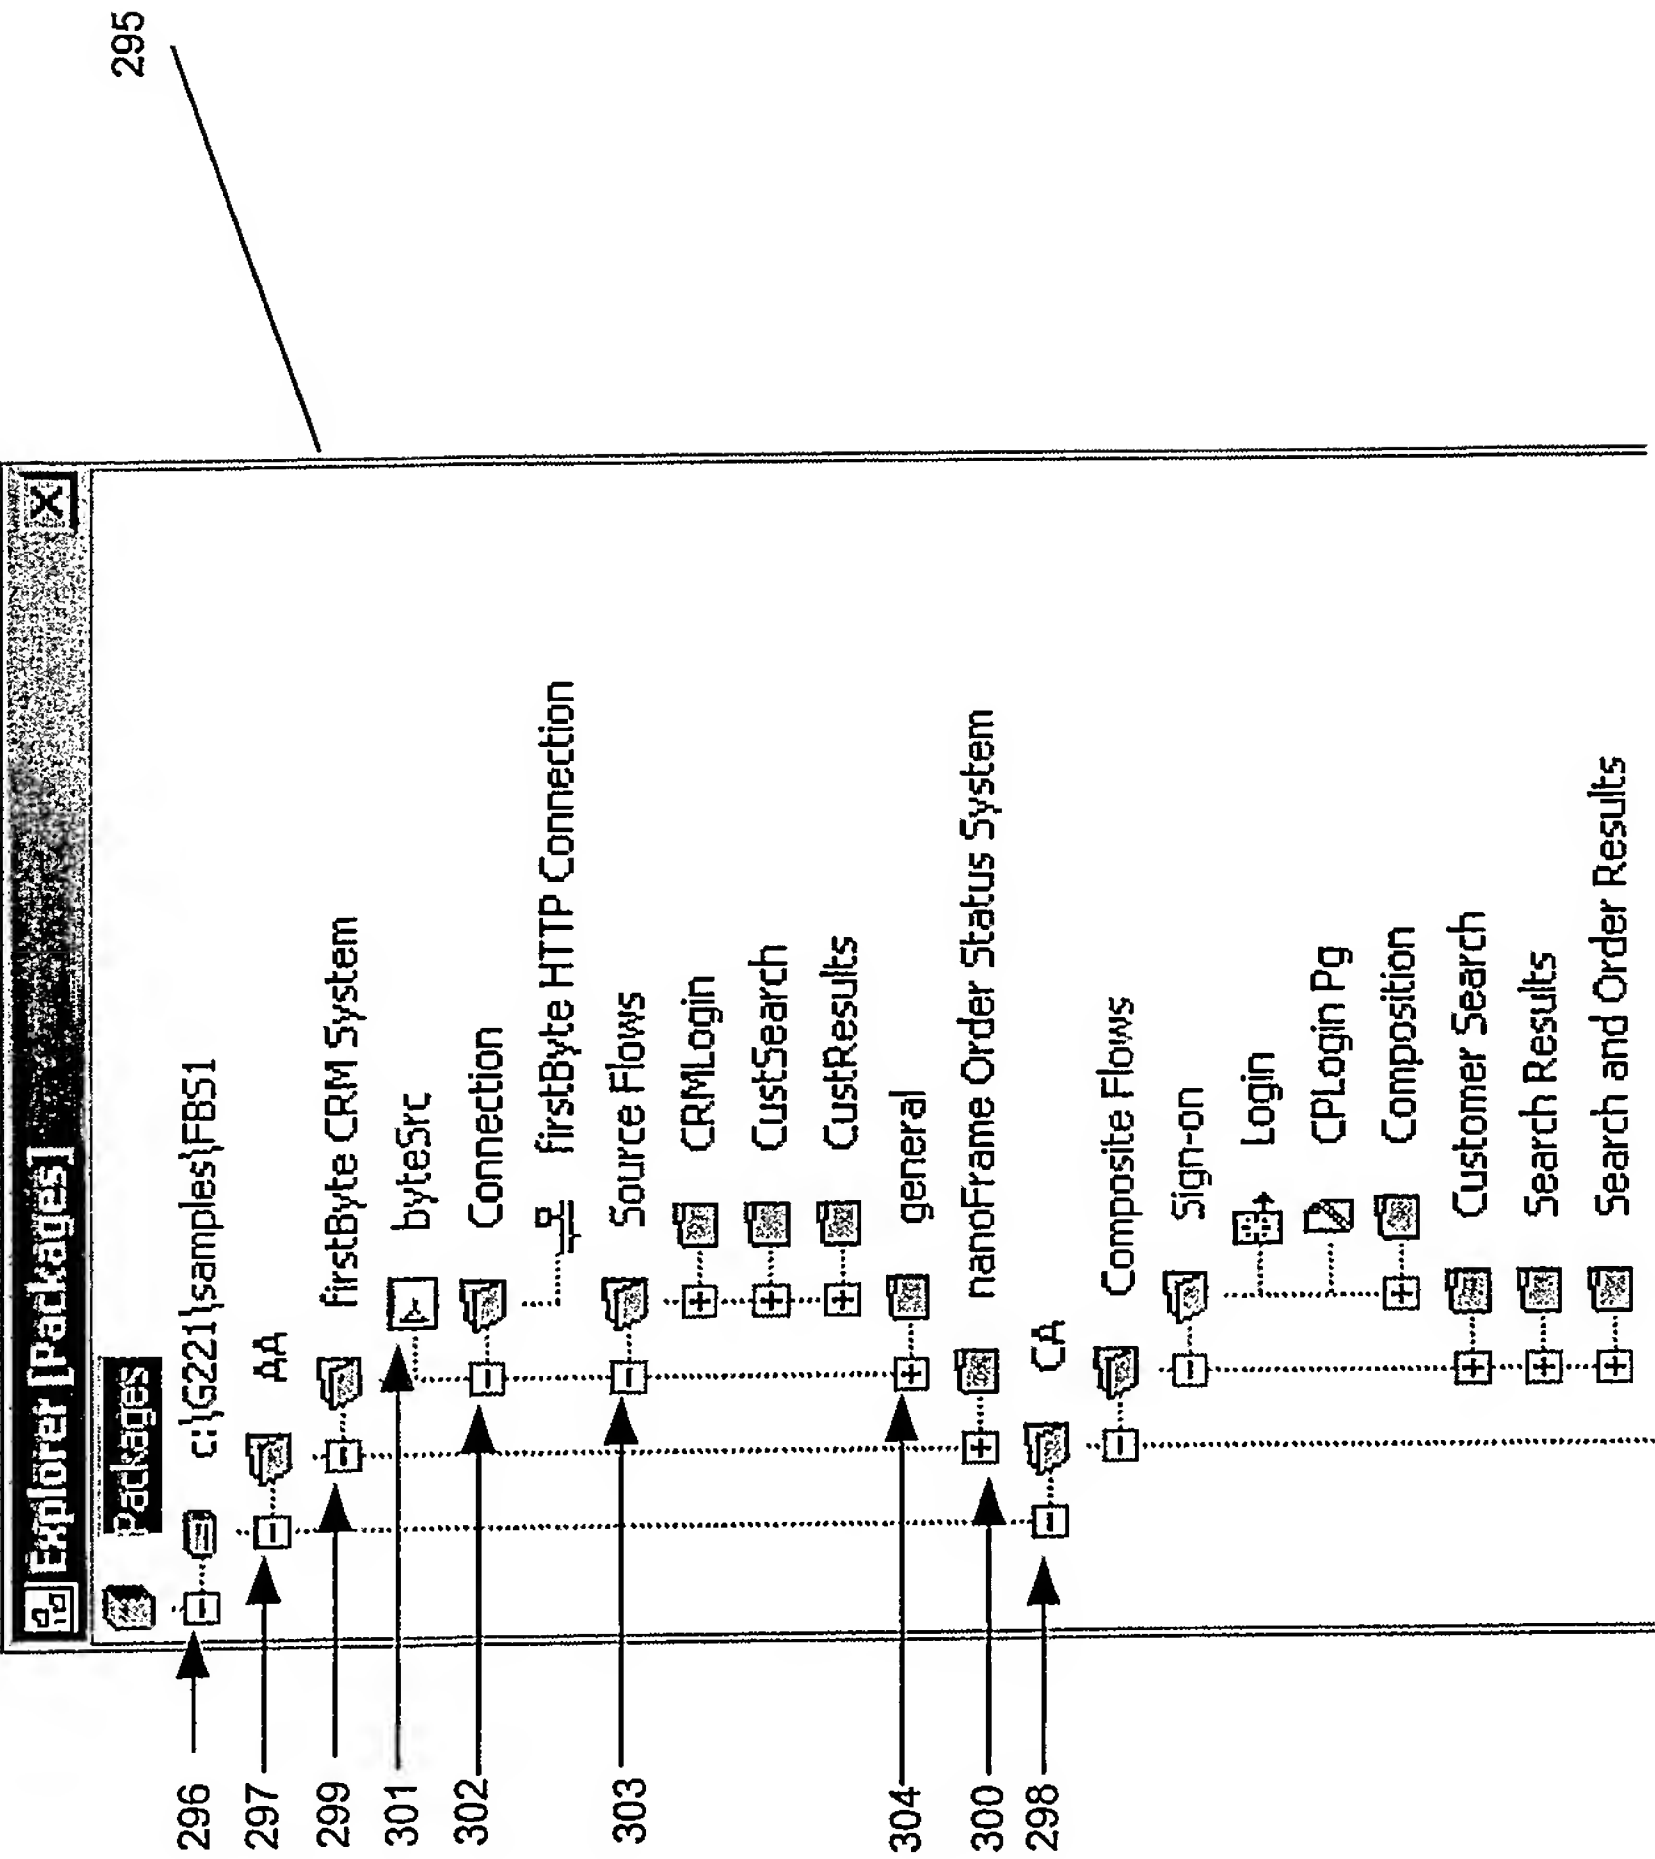 295
Explorer [Packages]
Packages
296 c:\G221\samples\FBS1
297 AA
299 firstByte CRM System
301 byteSrc
302 Connection
firstByte HTTP Connection
303 Source Flows
CRMLogin
CustSearch
CustResults
304 general
300 nanoFrame Order Status System
298 CA
Composite Flows
Sign-on
Login
CPLogin Pg
Composition
Customer Search
Search Results
Search and Order Results